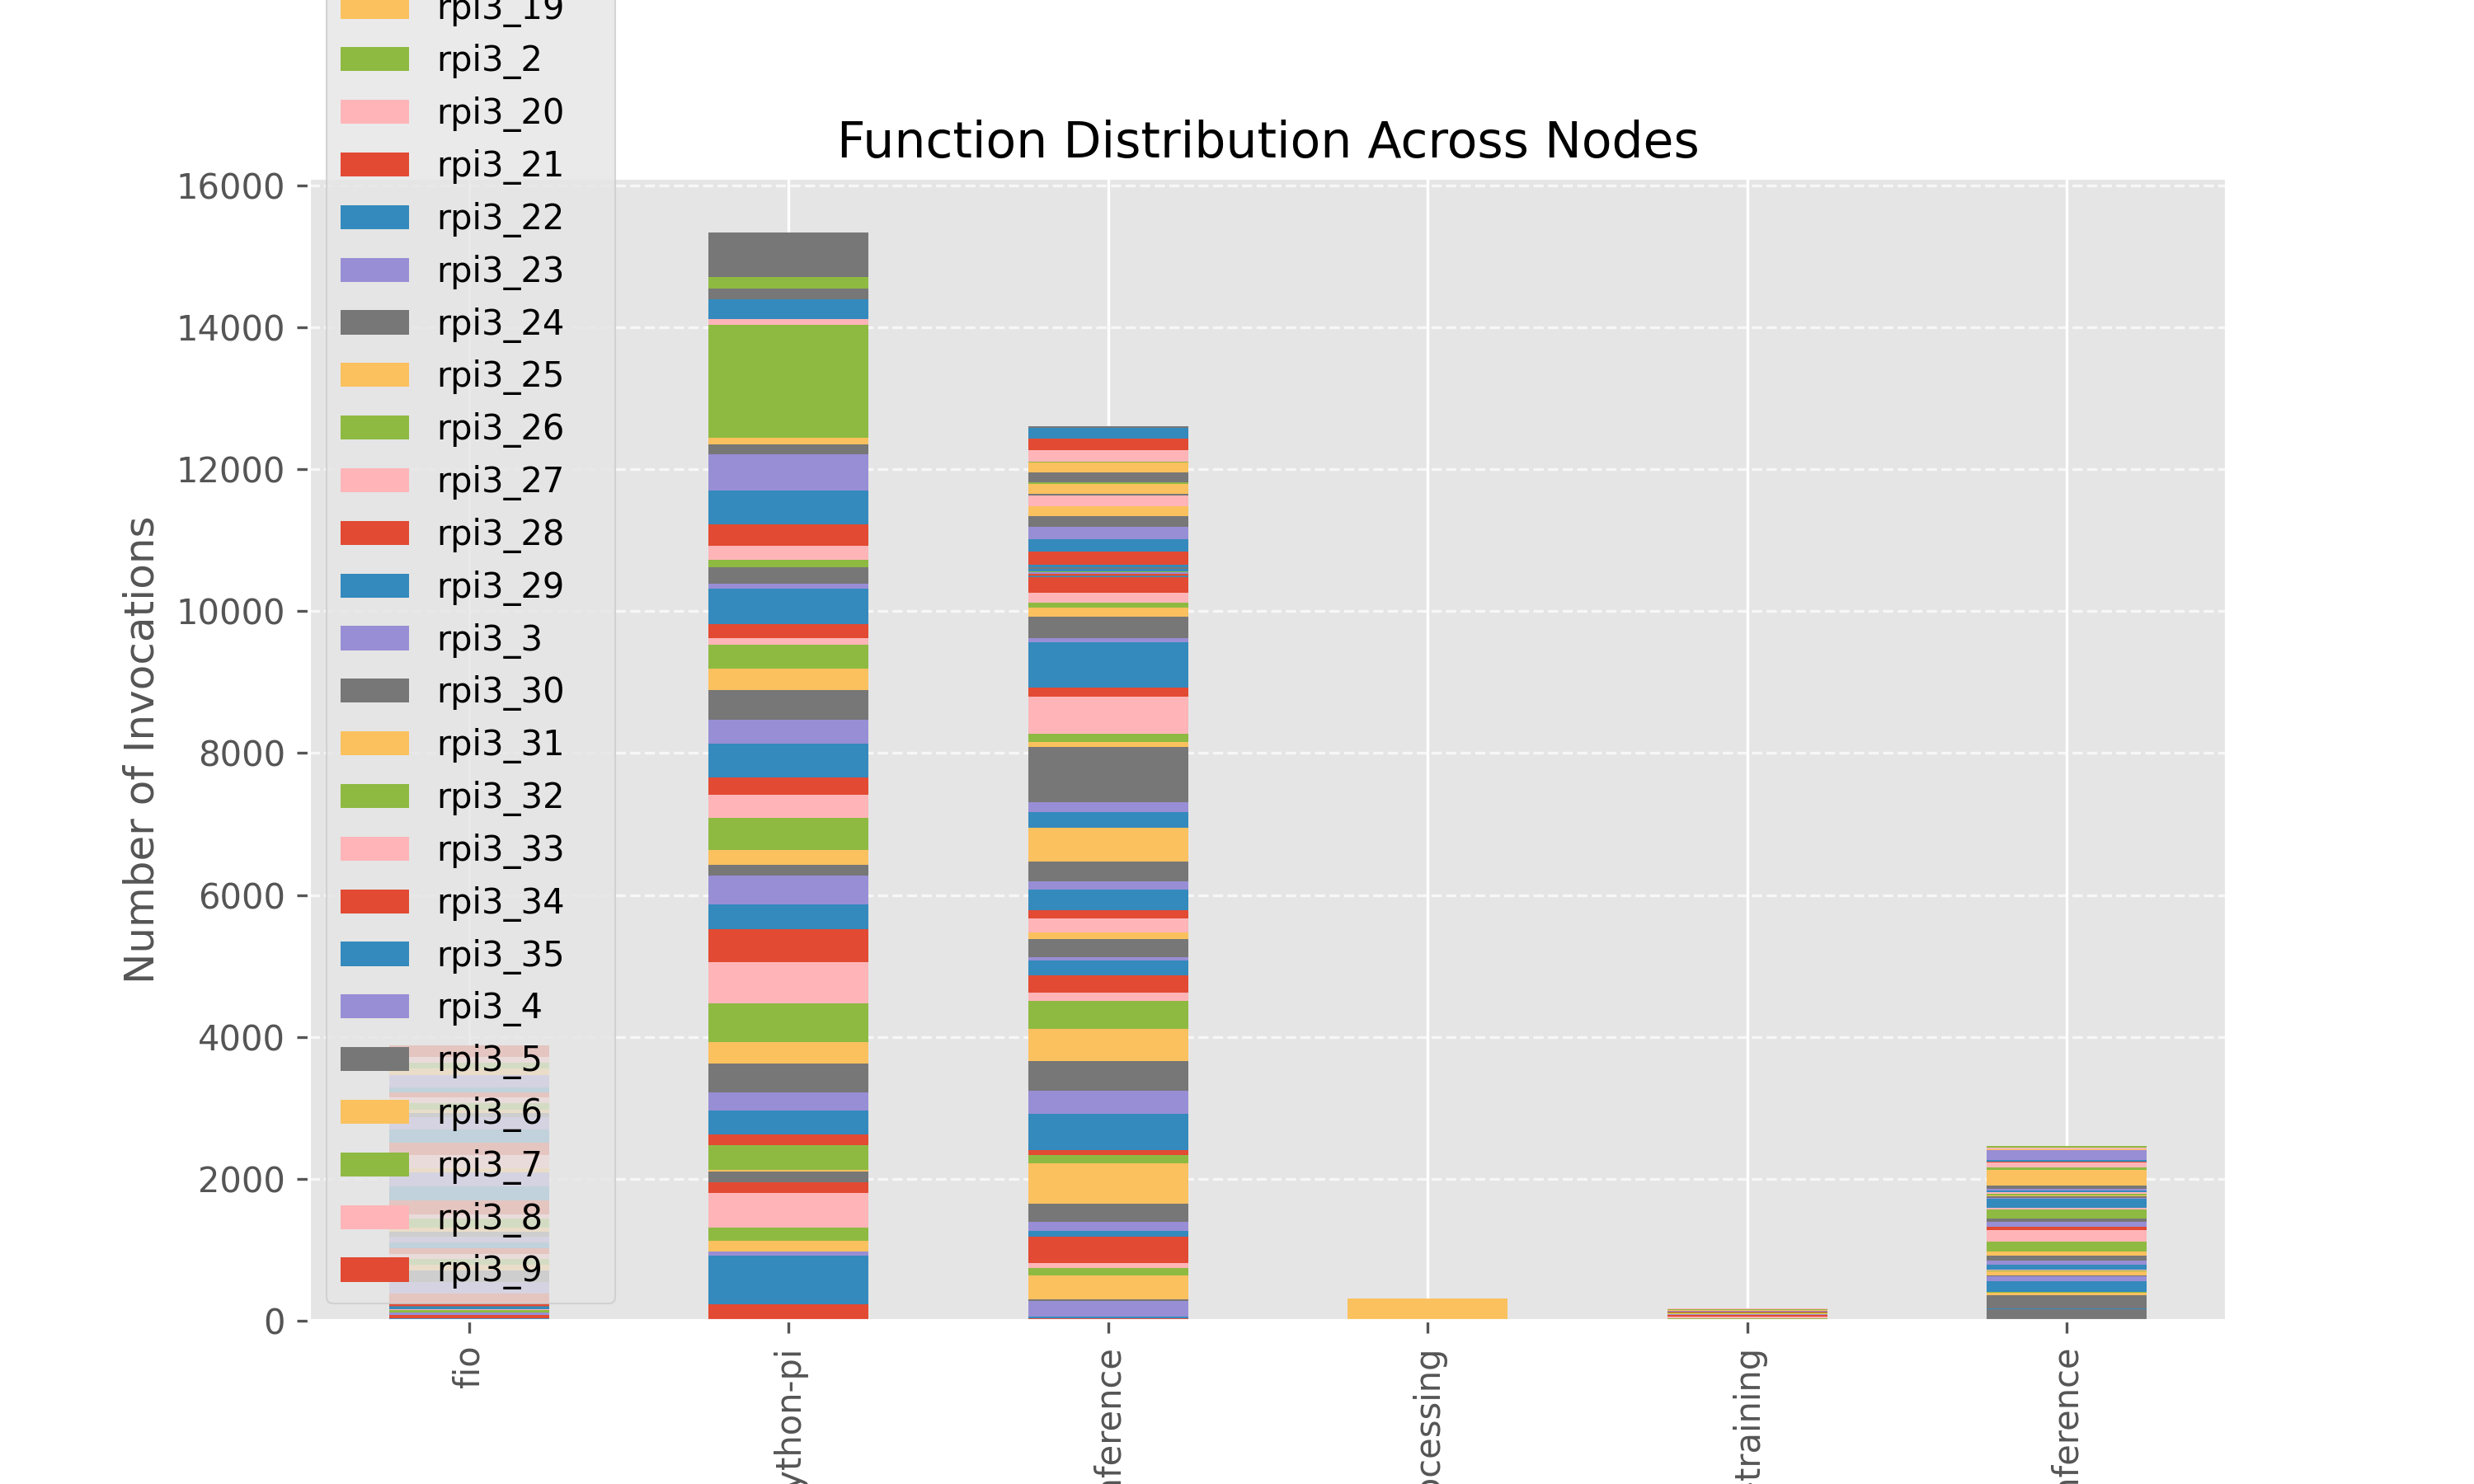 rpi3_19
rpi3_2
rpi3_20
rpi3_21
rpi3_22
rpi3_23
rpi3_24
rpi3_25
rpi3_26
rpi3_27
rpi3_28
rpi3_29
rpi3_3
rpi3_30
rpi3_31
rpi3_32
rpi3_33
rpi3_34
rpi3_35
rpi3_4
rpi3_5
rpi3_6
rpi3_7
rpi3_8
rpi3_9
Function Distribution Across Nodes
Number of Invocations
16000
14000
12000
10000
8000
6000
4000
2000
0
fio
ython-pi
ference
ocessing
training
ference